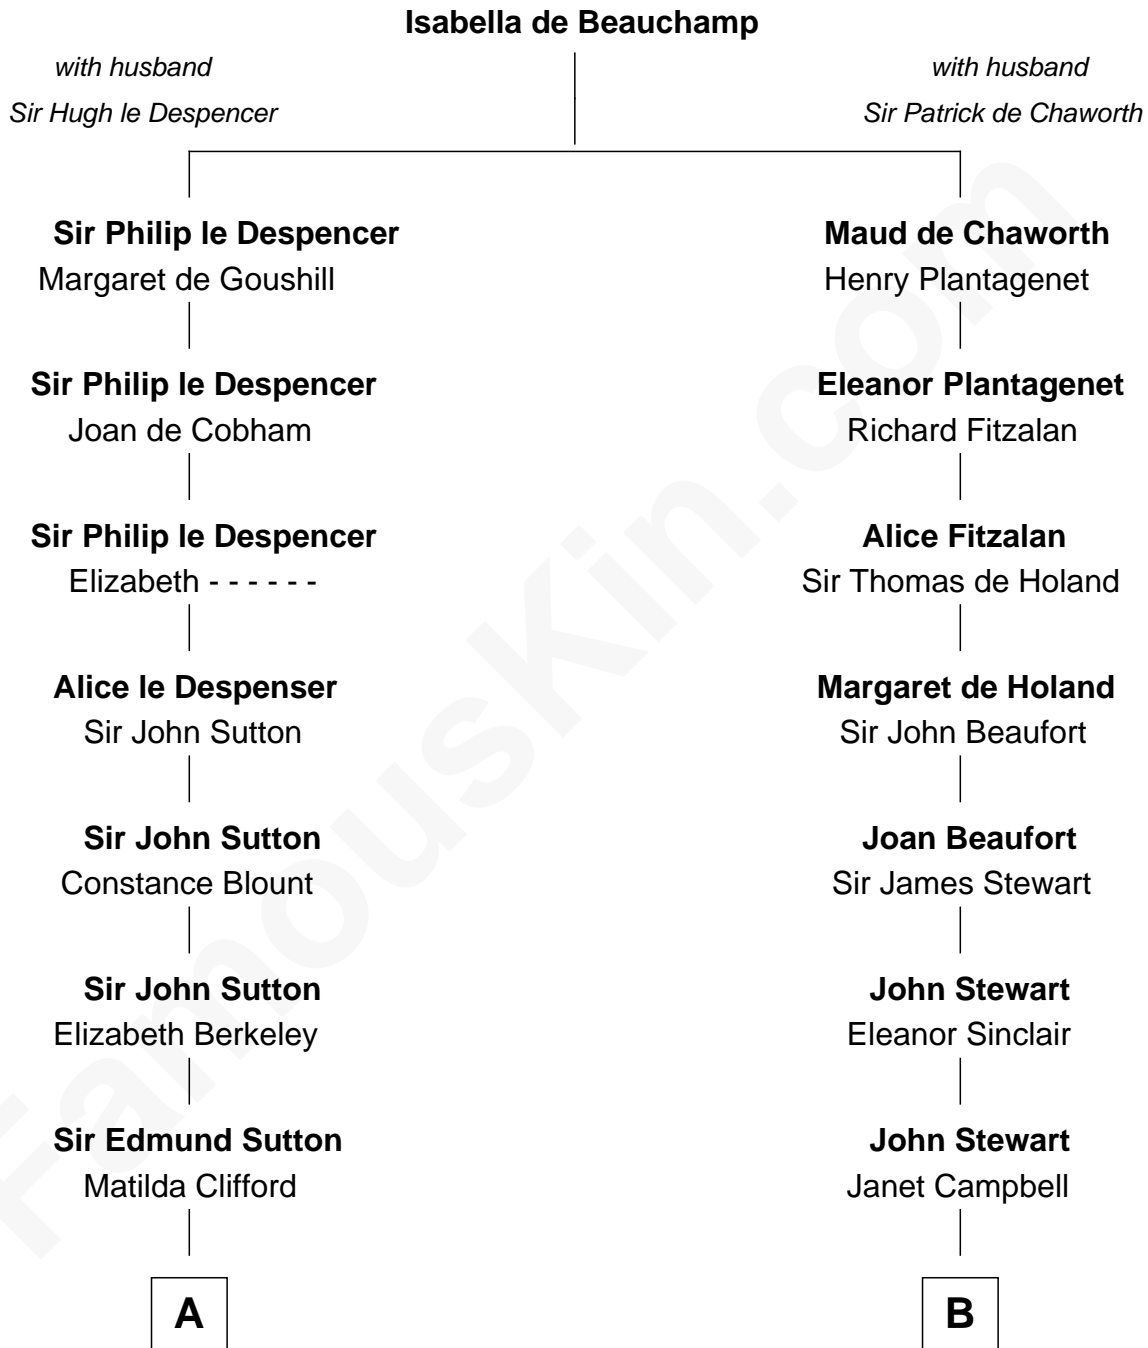 Isabella de Beauchamp
with husband
Sir Hugh le Despencer
with husband
Sir Patrick de Chaworth
Sir Philip le Despencer
Margaret de Goushill
Maud de Chaworth
Henry Plantagenet
Sir Philip le Despencer
Joan de Cobham
Eleanor Plantagenet
Richard Fitzalan
Sir Philip le Despencer
Elizabeth - - - - - -
Alice Fitzalan
Sir Thomas de Holand
Alice le Despenser
Sir John Sutton
Margaret de Holand
Sir John Beaufort
Sir John Sutton
Constance Blount
Joan Beaufort
Sir James Stewart
Sir John Sutton
Elizabeth Berkeley
John Stewart
Eleanor Sinclair
Sir Edmund Sutton
Matilda Clifford
John Stewart
Janet Campbell
A
B
FamousKin.com